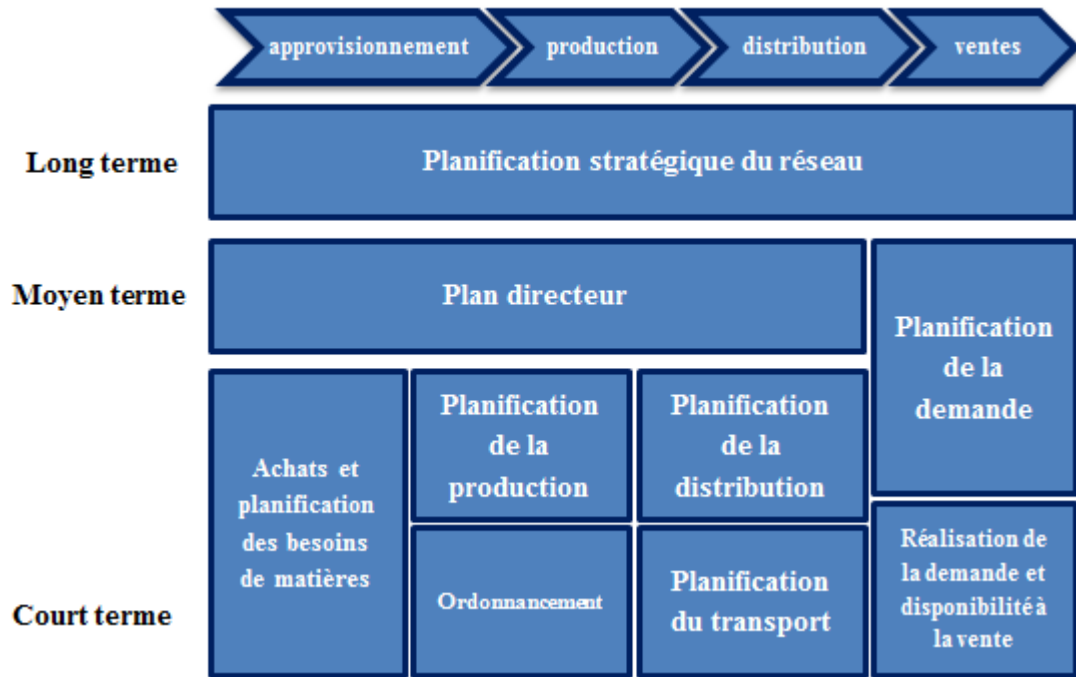 approvisionnement
production
distribution
ventes
Long terme
Planification stratégique du réseau
Moyen terme
Plan directeur
Planification
de la
demande
Achats et
planification
des besoins
de matières
Planification
de la
production
Planification
de la
distribution
Court terme
Ordonnancement
Planification
du transport
Réalisation de
la demande et
disponibilité à
la vente